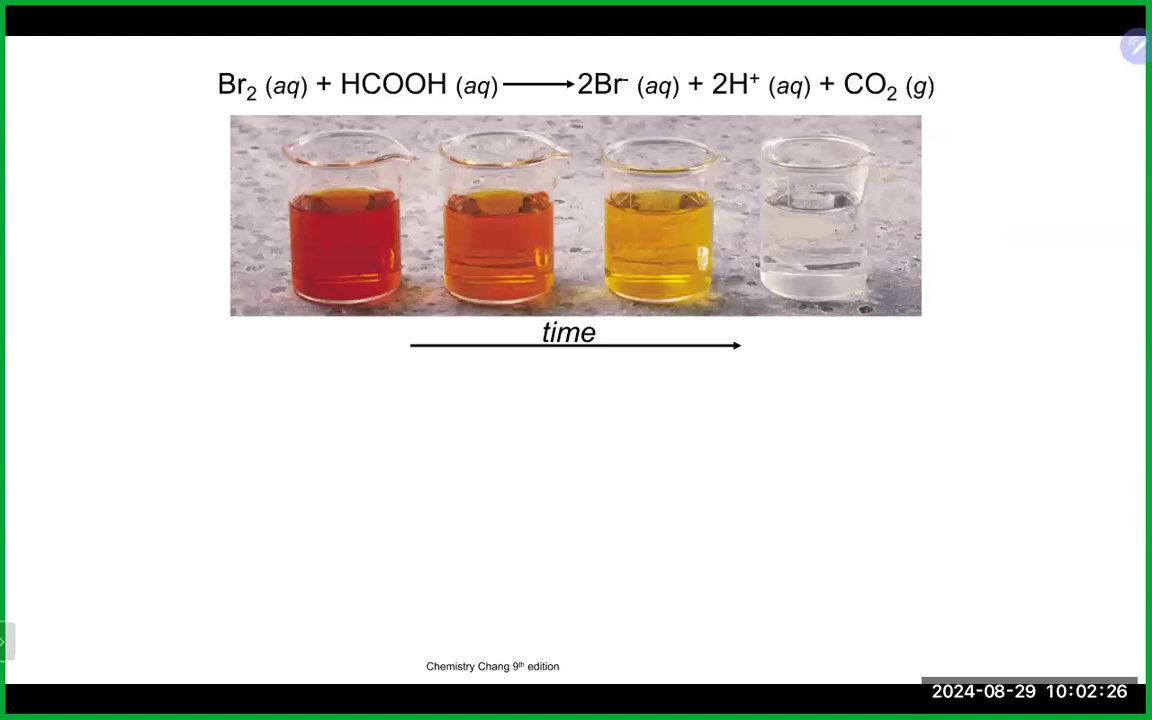 Br₂ (aq) + HCOOH (aq) ⟶ 2Br⁻ (aq) + 2H⁺ (aq) + CO₂ (g)
time
Chemistry Chang 9ᵗʰ edition
2024-08-29 10:02:26